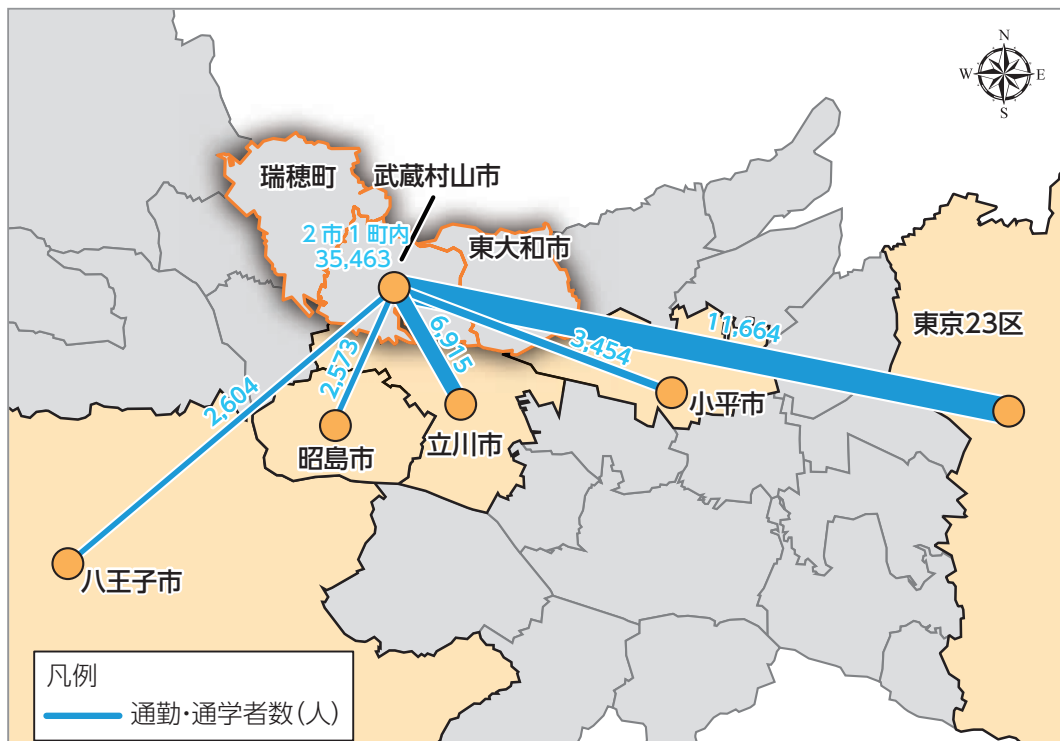 N
W
E
S
瑞穂町
武蔵村山市
2市1町内
35,463
東大和市
11,664
東京23区
6,915
3,454
2,573
2,604
小平市
立川市
昭島市
八王子市
凡例
通勤・通学者数(人)